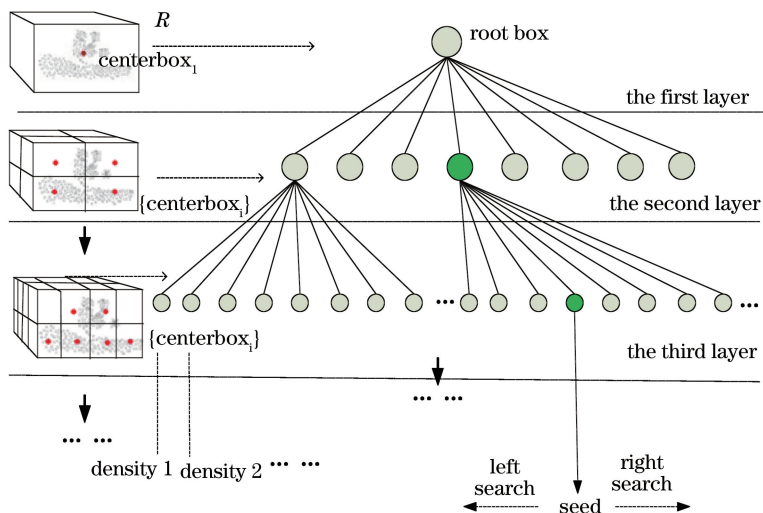 R
root box
centerbox₁
the first layer
{centerboxᵢ}
the second layer
...
{centerboxᵢ}
the third layer
... ...
... ...
density 1 density 2 ... ...
left search
right search
seed